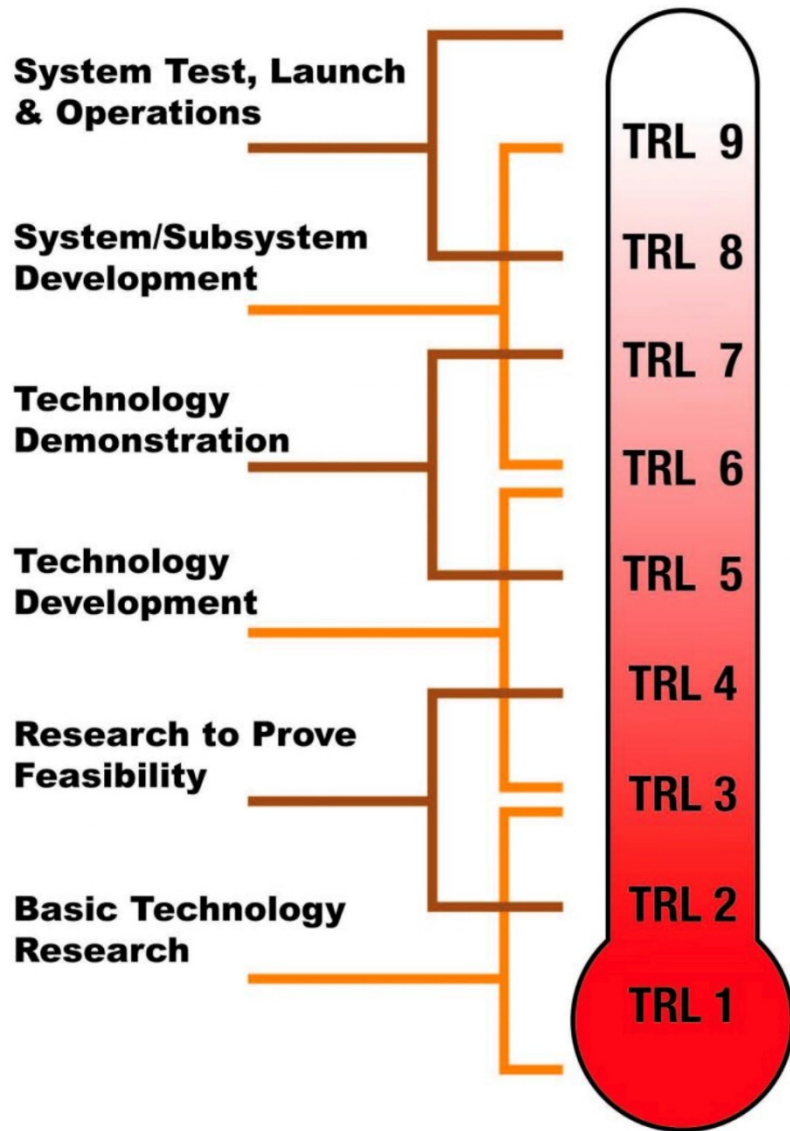 System Test, Launch
& Operations
System/Subsystem
Development
Technology
Demonstration
Technology
Development
Research to Prove
Feasibility
Basic Technology
Research
TRL 9
TRL 8
TRL 7
TRL 6
TRL 5
TRL 4
TRL 3
TRL 2
TRL 1